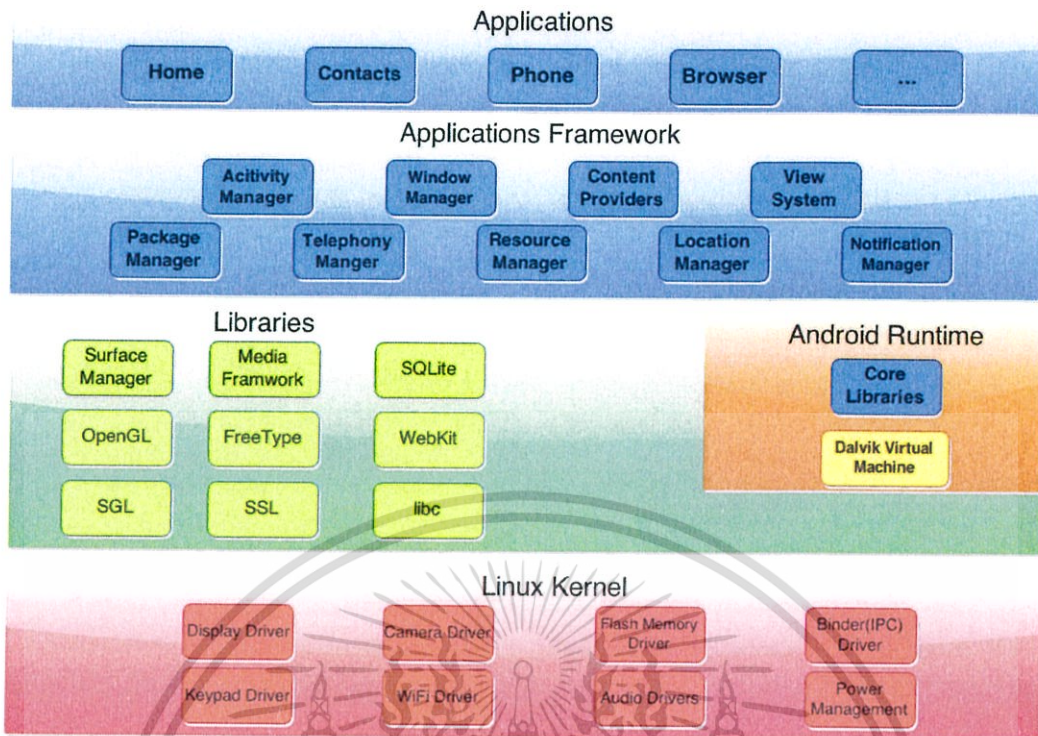 Applications
Home
Contacts
Phone
Browser
...
Applications Framework
Acitivity
Manager
Window
Manager
Content
Providers
View
System
Package
Manager
Telephony
Manger
Resource
Manager
Location
Manager
Notification
Manager
Libraries
Surface
Manager
Media
Framwork
SQLite
OpenGL
FreeType
WebKit
SGL
SSL
libc
Android Runtime
Core
Libraries
Dalvik Virtual
Machine
Linux Kernel
Display Driver
Camera Driver
Flash Memory
Driver
Binder(IPC)
Driver
Keypad Driver
WiFi Driver
Audio Drivers
Power
Management